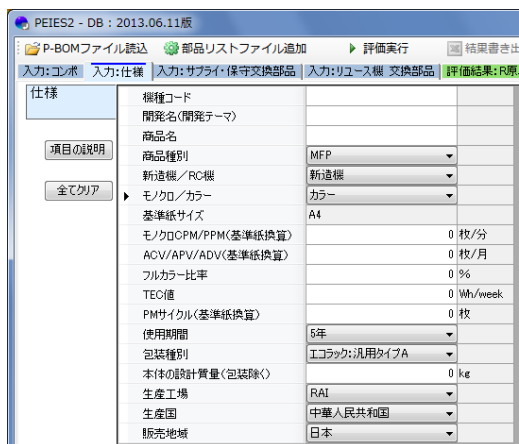 PEIES2 - DB : 2013.06.11版
P-BOMファイル読込 部品リストファイル追加 評価実行 結果書き出
入力:コンポ 入力:仕様 入力:サプライ・保守交換部品 入力:リユース機 交換部品 評価結果:R原
仕様
項目の説明
全てクリア
機種コード
開発名(開発テーマ)
商品名
商品種別 MFP
新造機/RC機 新造機
モノクロ/カラー カラー
基準紙サイズ A4
モノクロCPM/PPM(基準紙換算) 0 枚/分
ACV/APV/ADV(基準紙換算) 0 枚/月
フルカラー比率 0 %
TEC値 0 Wh/week
PMサイクル(基準紙換算) 0 枚
使用期間 5年
包装種別 エコラック:汎用タイプA
本体の設計質量(包装除く) 0 kg
生産工場 RAI
生産国 中華人民共和国
販売地域 日本